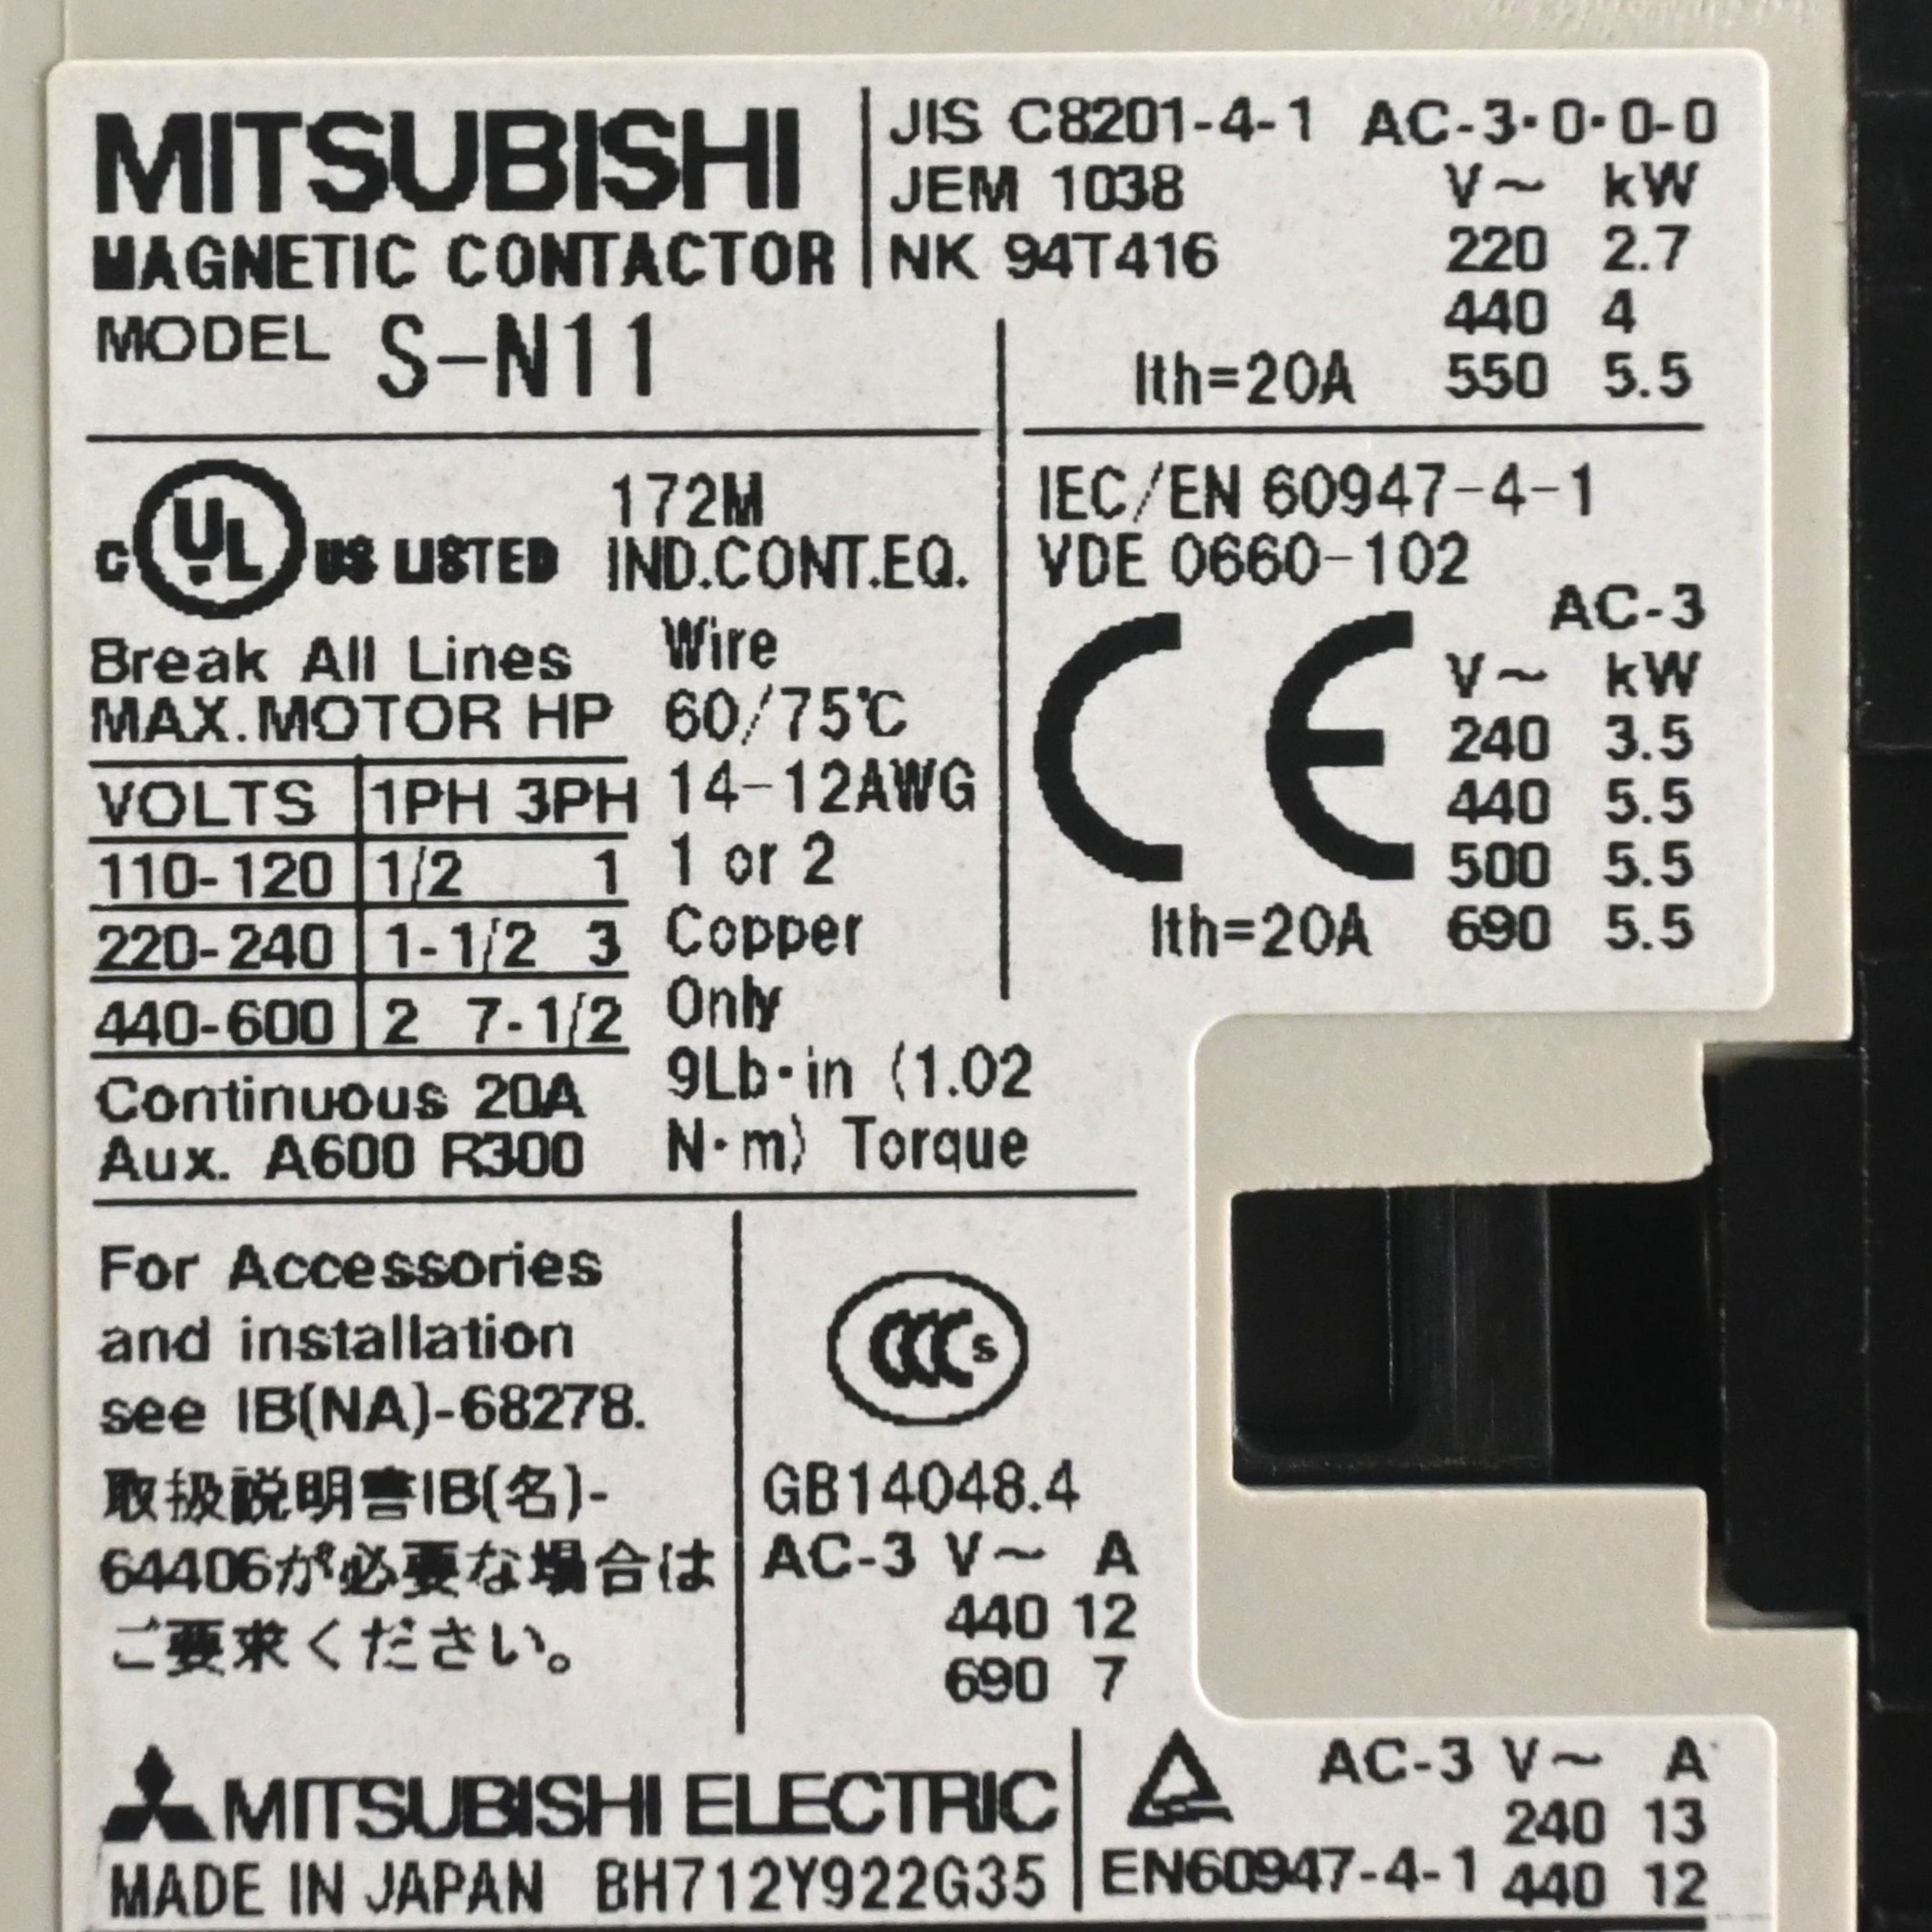 MITSUBISHI
MAGNETIC CONTACTOR
MODEL S-N11
JIS C8201-4-1 AC-3·0·0-0
JEM 1038 V~ kW
NK 94T416 220 2.7
440 4
Ith=20A 550 5.5
C UL US LISTED
172M
IND.CONT.EQ.
Break All Lines
MAX.MOTOR HP
VOLTS 1PH 3PH
110-120 1/2 1
220-240 1-1/2 3
440-600 2 7-1/2
Continuous 20A
Aux. A600 R300
Wire
60/75℃
14-12AWG
1 or 2
Copper
Only
9Lb·in (1.02
N·m) Torque
IEC/EN 60947-4-1
VDE 0660-102
CE
AC-3
V~ kW
240 3.5
440 5.5
500 5.5
Ith=20A 690 5.5
For Accessories
and installation
see IB(NA)-68278.
取扱説明書IB(名)-
64406が必要な場合は
ご要求ください。
CCC S
GB14048.4
AC-3 V~ A
440 12
690 7
MITSUBISHI ELECTRIC
MADE IN JAPAN BH712Y922G35
AC-3 V~ A
240 13
EN60947-4-1 440 12